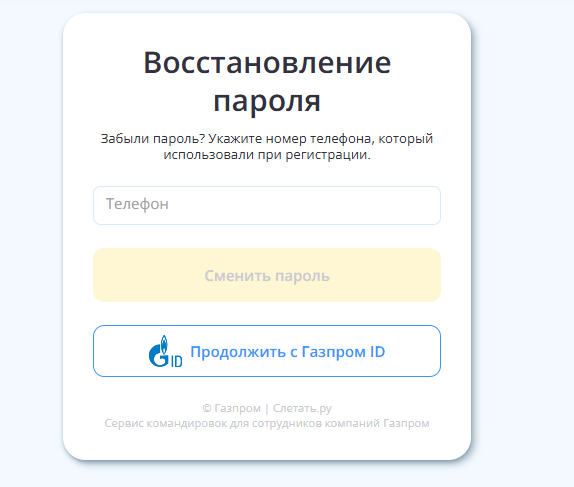 Восстановление
пароля
Забыли пароль? Укажите номер телефона, который
использовали при регистрации.
Телефон
Сменить пароль
ID Продолжить с Газпром ID
© Газпром | Слетать.ру
Сервис командировок для сотрудников компаний Газпром